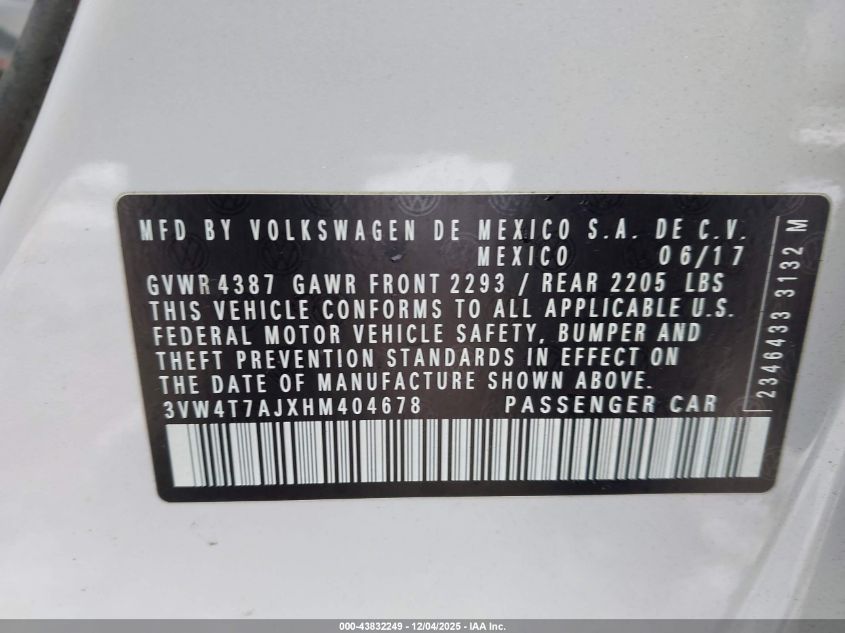 MFD BY VOLKSWAGEN DE MEXICO S.A. DE C.V.
MEXICO 06/17
GVWR 4387 GAWR FRONT 2293 / REAR 2205 LBS
THIS VEHICLE CONFORMS TO ALL APPLICABLE U.S.
FEDERAL MOTOR VEHICLE SAFETY, BUMPER AND
THEFT PREVENTION STANDARDS IN EFFECT ON
THE DATE OF MANUFACTURE SHOWN ABOVE.
3VW4T7AJXHM404678 PASSENGER CAR
2346433 3132 M
000-43832249 - 12/04/2025 - IAA Inc.